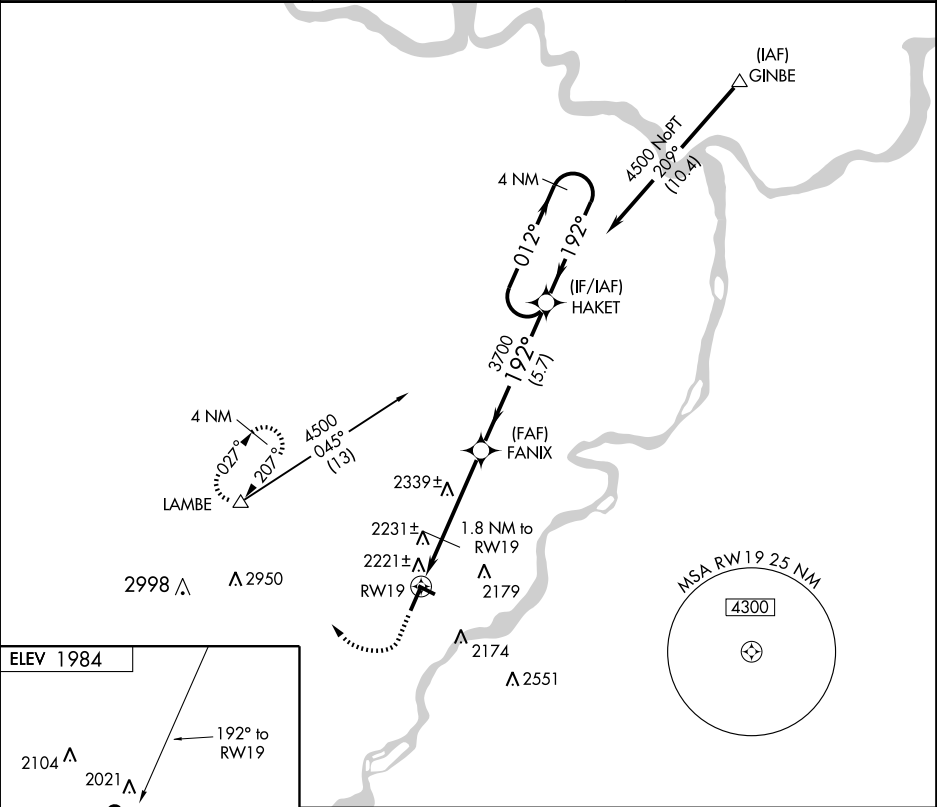 (IAF)
GINBE
4500 NoPT
209°
(10.4)
4 NM
012°
192°
(IF/IAF)
HAKET
3700
192°
(5.7)
4 NM
4500
045°
(13)
027°
207°
LAMBE
(FAF)
FANIX
2339±
2231±
1.8 NM to
RW19
2221±
RW19
2179
2998
2950
2174
2551
MSA RW19 25 NM
4300
ELEV 1984
192° to
RW19
2104
2021